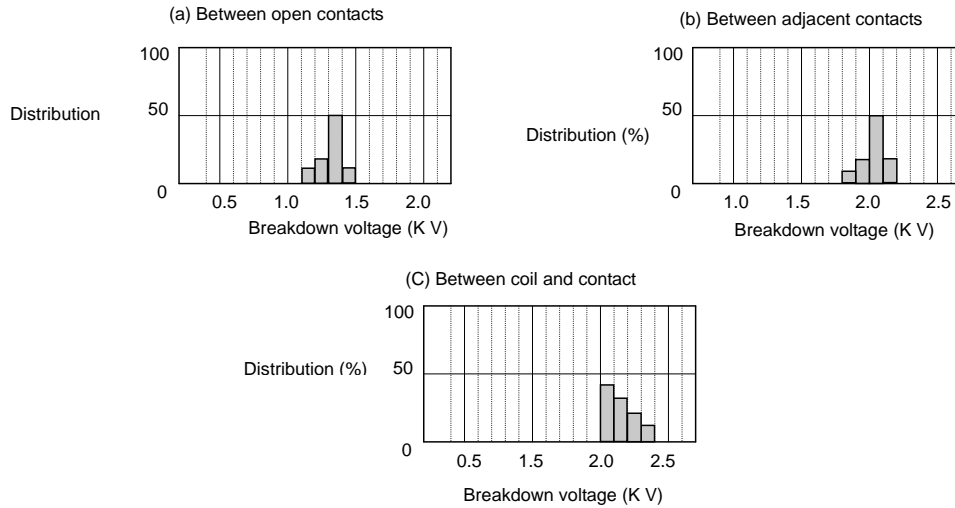 (a) Between open contacts
100
Distribution
50
0
0.5 1.0 1.5 2.0
Breakdown voltage (K V)
(b) Between adjacent contacts
100
50
Distribution (%)
0
1.0 1.5 2.0 2.5
Breakdown voltage (K V)
(C) Between coil and contact
100
Distribution (%)
50
0
0.5 1.5 2.0 2.5
Breakdown voltage (K V)